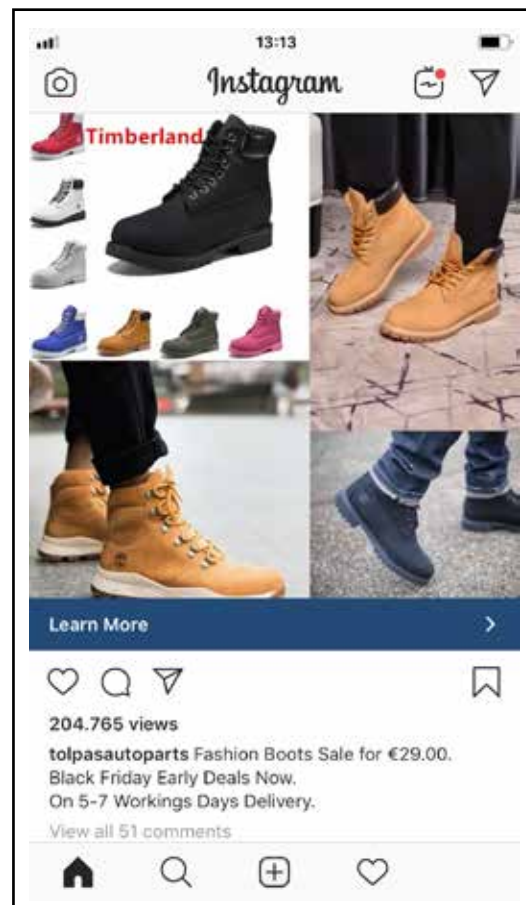 13:13
Instagram
Timberland
Learn More
204.765 views
tolpasautoparts Fashion Boots Sale for €29.00.
Black Friday Early Deals Now.
On 5-7 Workings Days Delivery.
View all 51 comments